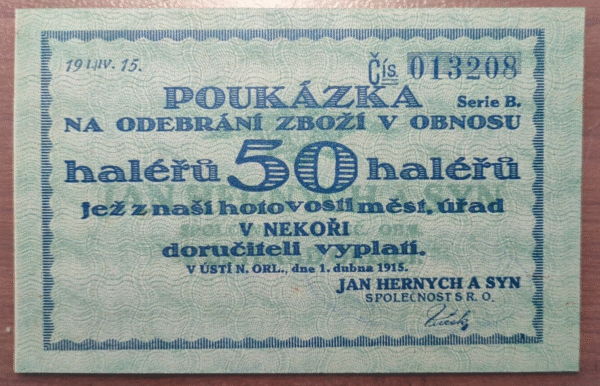 19 I./IV. 15.
Čís. 013208
POUKÁZKA Serie B.
NA ODEBRÁNÍ ZBOŽÍ V OBNOSU
haléřů 50 haléřů
jež z naší hotovosti měst. úřad
V NEKOŘI
doručiteli vyplatí.
V ÚSTÍ N. ORL., dne 1. dubna 1915.
JAN HERNYCH A SYN
SPOLEČNOST S R. O.